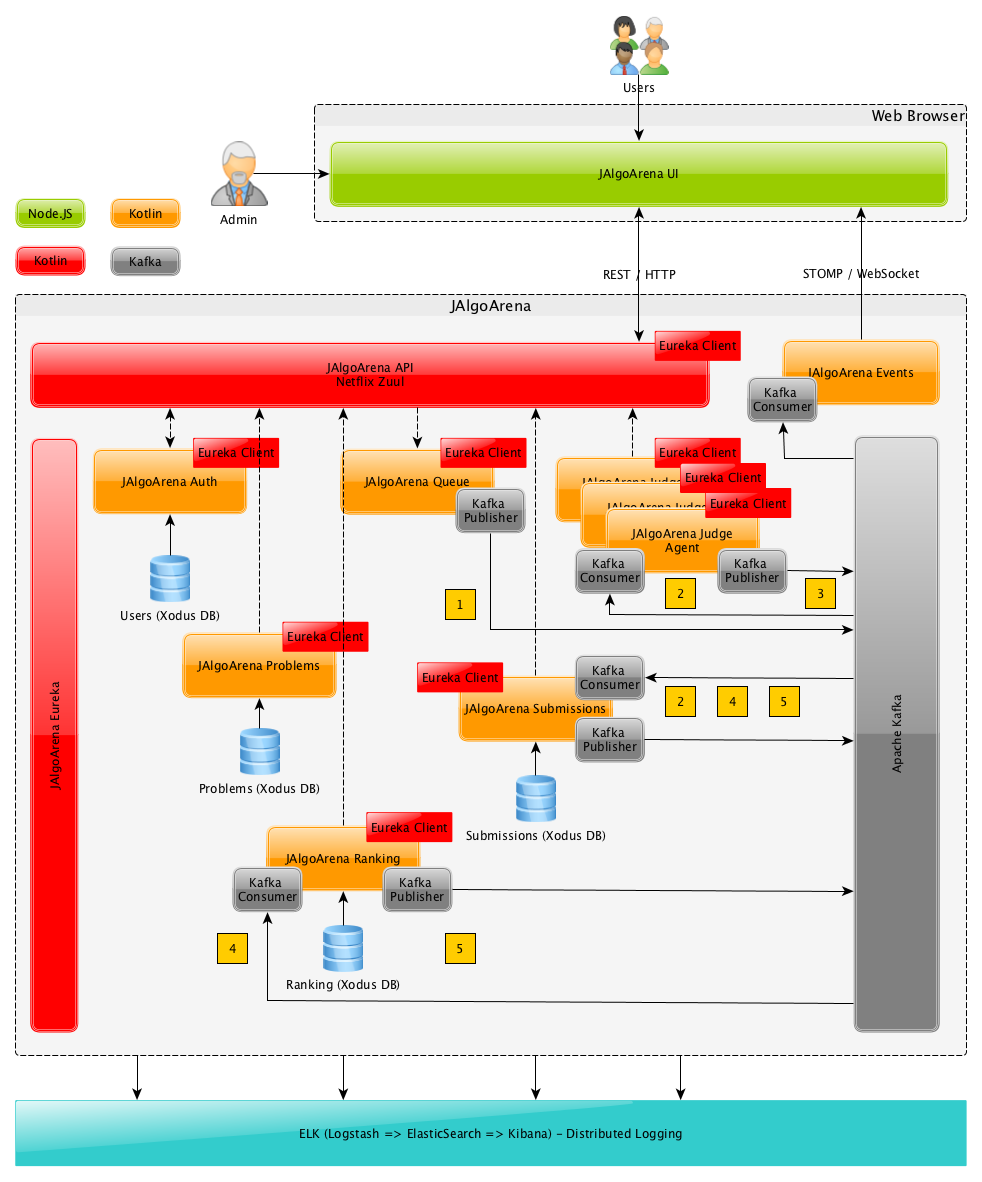 Users
Web Browser
JAlgoArena UI
Admin
Node.JS
Kotlin
Kotlin
Kafka
REST / HTTP
STOMP / WebSocket
JAlgoArena
Eureka Client
JAlgoArena API
Netflix Zuul
JAlgoArena Events
Kafka
Consumer
Eureka Client
JAlgoArena Auth
Eureka Client
JAlgoArena Queue
Kafka
Publisher
Eureka Client
JAlgoArena Judge
Eureka Client
JAlgoArena Judge
Eureka Client
JAlgoArena Judge
Agent
Kafka
Consumer
Kafka
Publisher
Users (Xodus DB)
1
2
3
Eureka Client
JAlgoArena Problems
Problems (Xodus DB)
Eureka Client
JAlgoArena Submissions
Kafka
Consumer
Kafka
Publisher
2
4
5
Submissions (Xodus DB)
JAlgoArena Eureka
Apache Kafka
Eureka Client
JAlgoArena Ranking
Kafka
Consumer
Kafka
Publisher
4
5
Ranking (Xodus DB)
ELK (Logstash => ElasticSearch => Kibana) – Distributed Logging